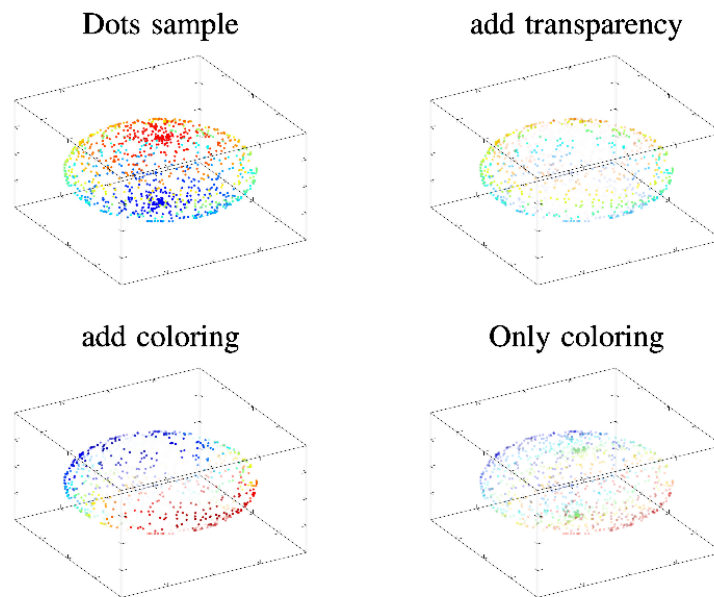 Dots sample
add transparency
add coloring
Only coloring